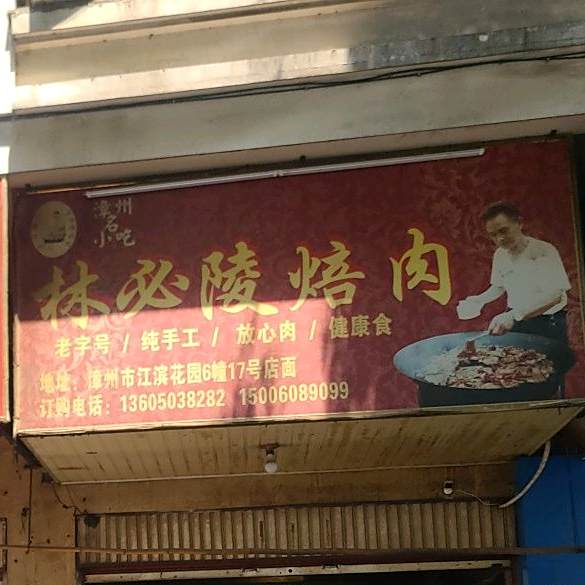 漳州
名
小吃
林必陵焙肉
老字号 / 纯手工 / 放心肉 / 健康食
地址：漳州市江滨花园6幢17号店面
订购电话：13605038282 15006089099